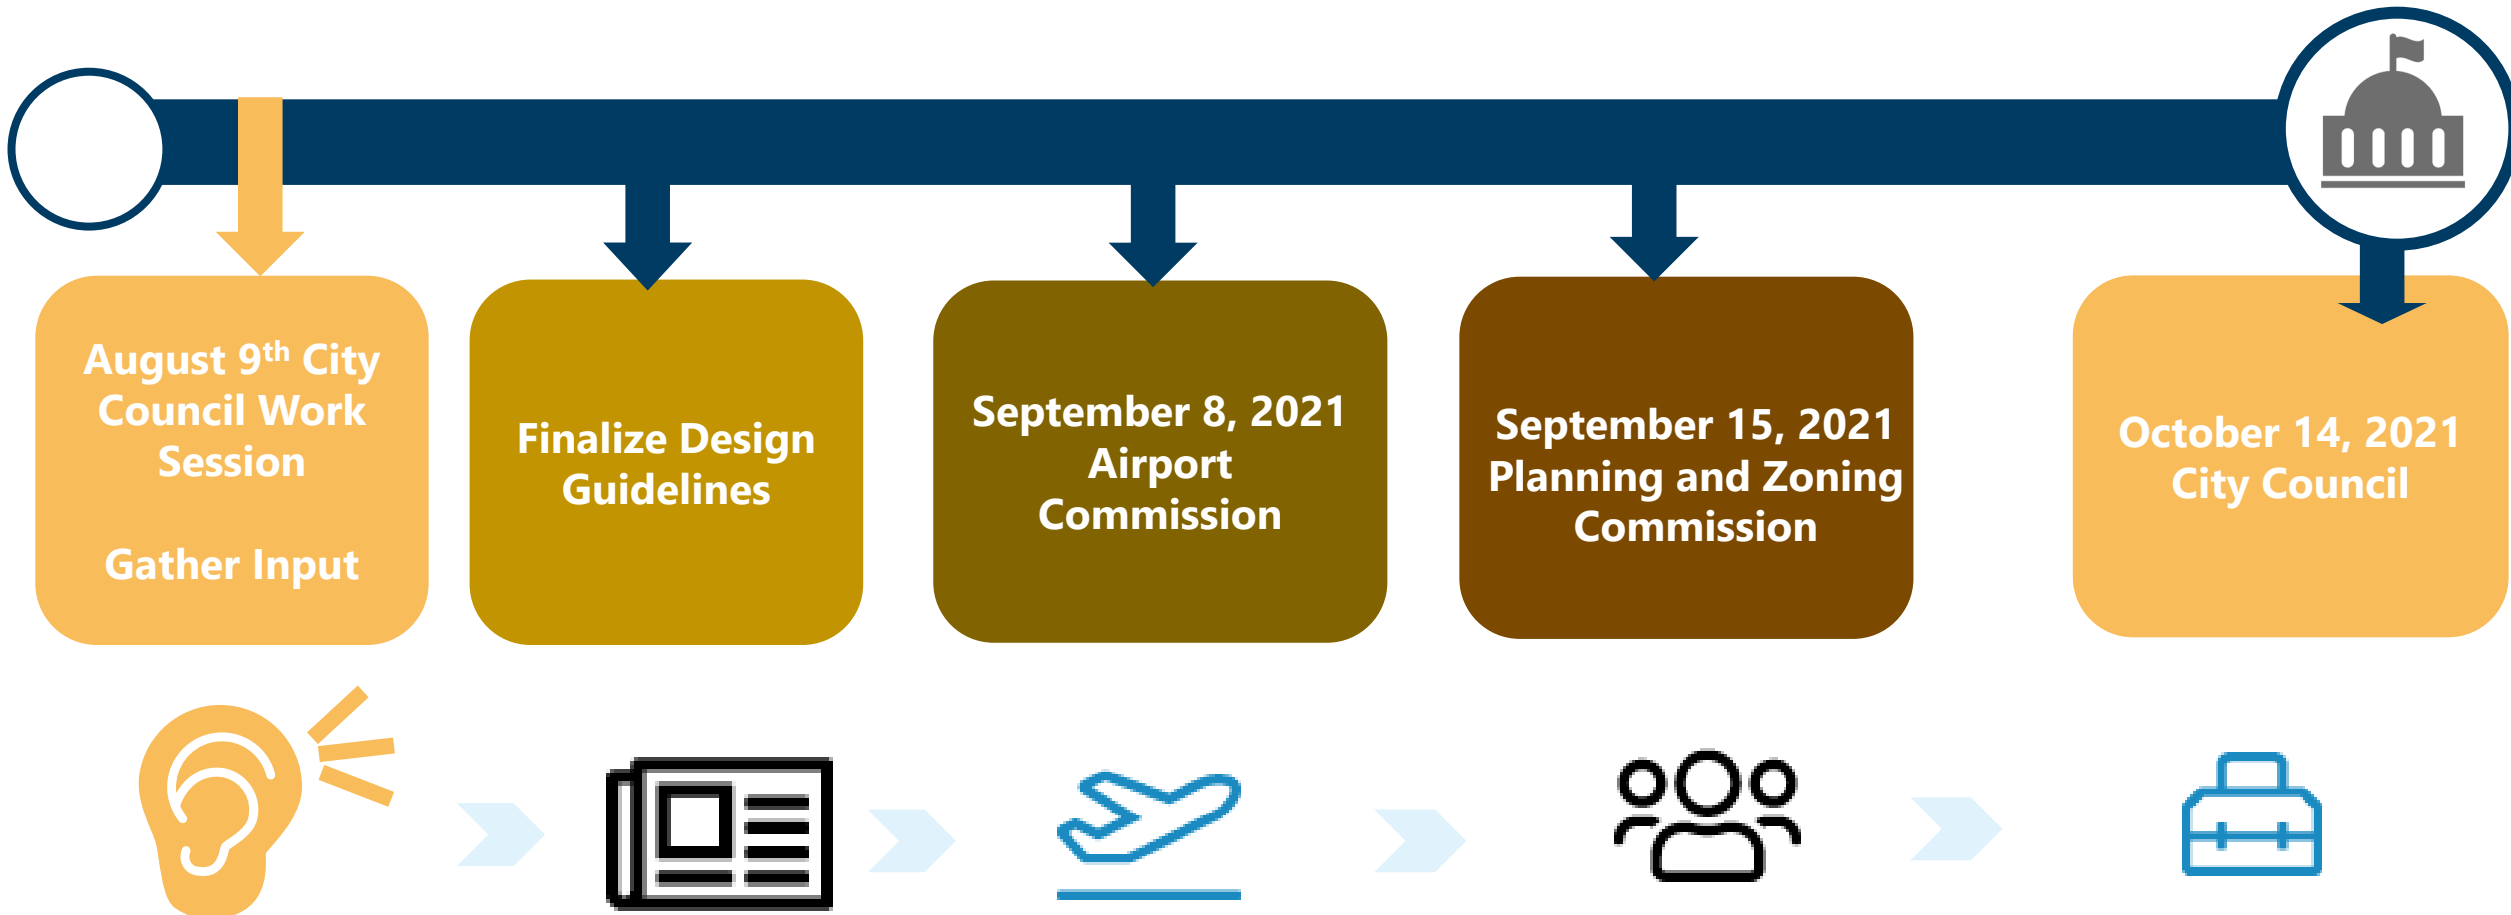 August 9th City
Council Work
Session
Gather Input
Finalize Design
Guidelines
September 8, 2021
Airport
Commission
September 15, 2021
Planning and Zoning
Commission
October 14, 2021
City Council